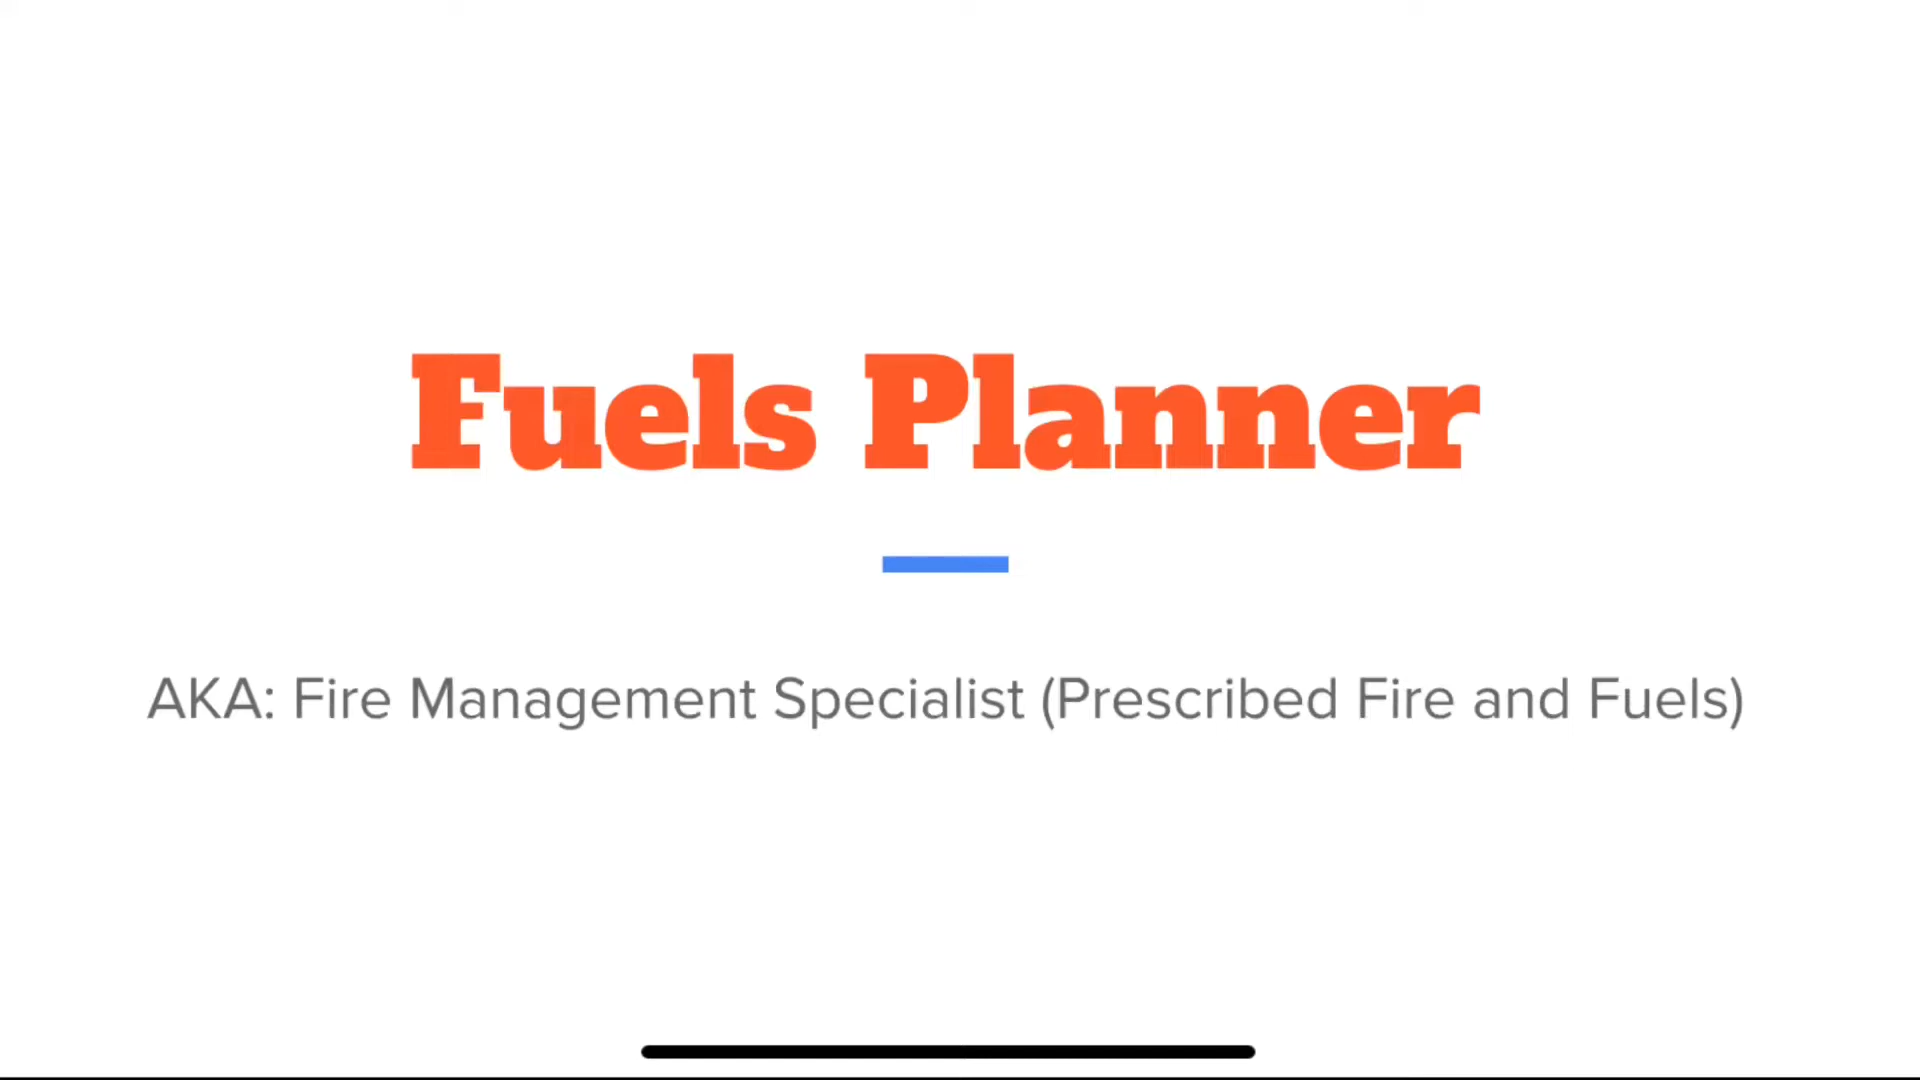 Fuels Planner
AKA: Fire Management Specialist (Prescribed Fire and Fuels)